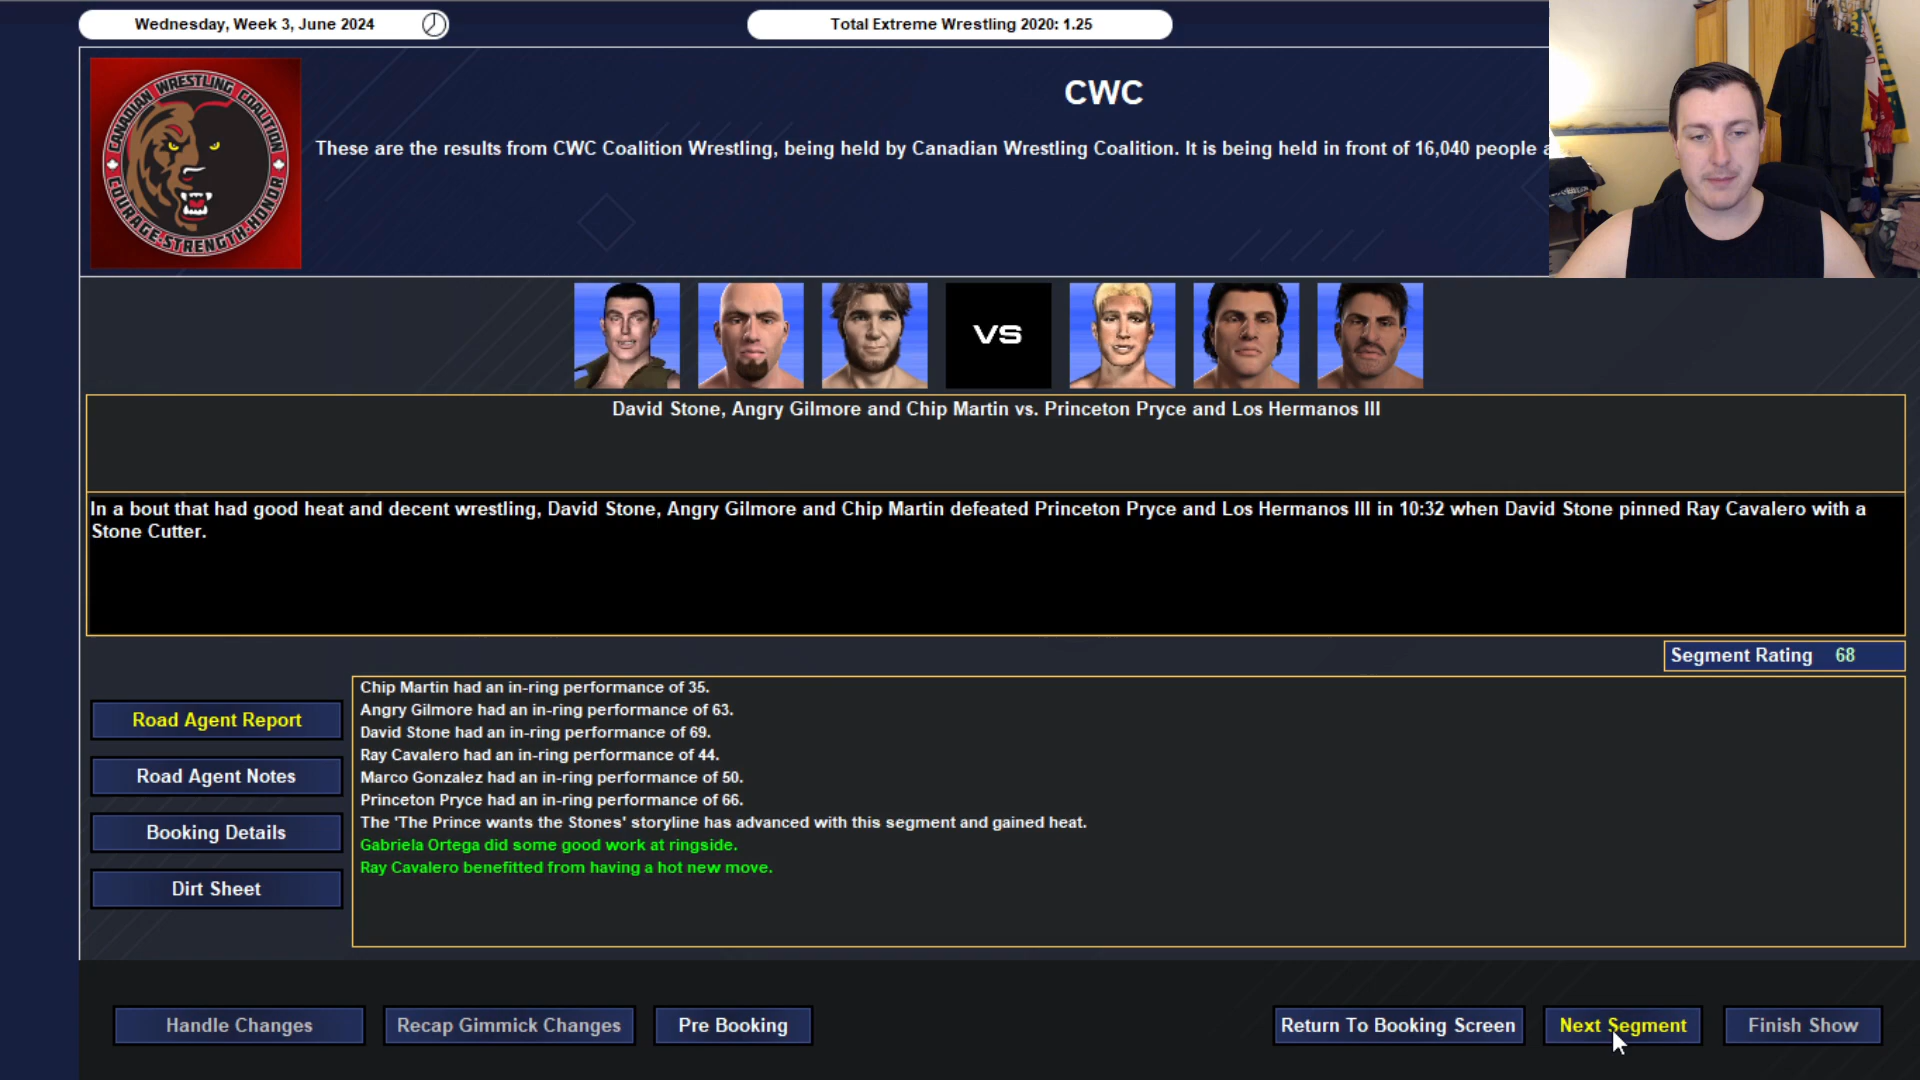 Wednesday, Week 3, June 2024
Total Extreme Wrestling 2020: 1.25
CANADIAN WRESTLING COALITION
COURAGE·STRENGTH·HONOR
CWC
These are the results from CWC Coalition Wrestling, being held by Canadian Wrestling Coalition. It is being held in front of 16,040 people
VS
David Stone, Angry Gilmore and Chip Martin vs. Princeton Pryce and Los Hermanos III
In a bout that had good heat and decent wrestling, David Stone, Angry Gilmore and Chip Martin defeated Princeton Pryce and Los Hermanos III in 10:32 when David Stone pinned Ray Cavalero with a
Stone Cutter.
Segment Rating 68
Road Agent Report
Road Agent Notes
Booking Details
Dirt Sheet
Chip Martin had an in-ring performance of 35.
Angry Gilmore had an in-ring performance of 63.
David Stone had an in-ring performance of 69.
Ray Cavalero had an in-ring performance of 44.
Marco Gonzalez had an in-ring performance of 50.
Princeton Pryce had an in-ring performance of 66.
The 'The Prince wants the Stones' storyline has advanced with this segment and gained heat.
Gabriela Ortega did some good work at ringside.
Ray Cavalero benefitted from having a hot new move.
Handle Changes
Recap Gimmick Changes
Pre Booking
Return To Booking Screen
Next Segment
Finish Show